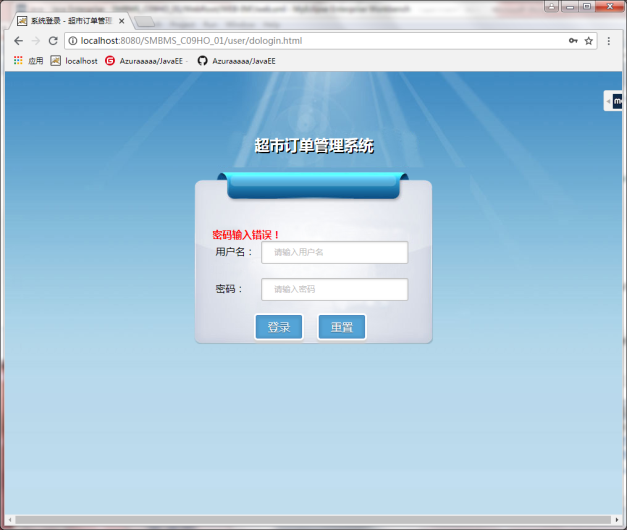 系统登录 - 超市订单管理
localhost:8080/SMBMS_C09HO_01/user/dologin.html
应用 localhost Azuraaaaa/JavaEE - Azuraaaaa/JavaEE
超市订单管理系统
密码输入错误！
用户名： 请输入用户名
密码： 请输入密码
登录 重置